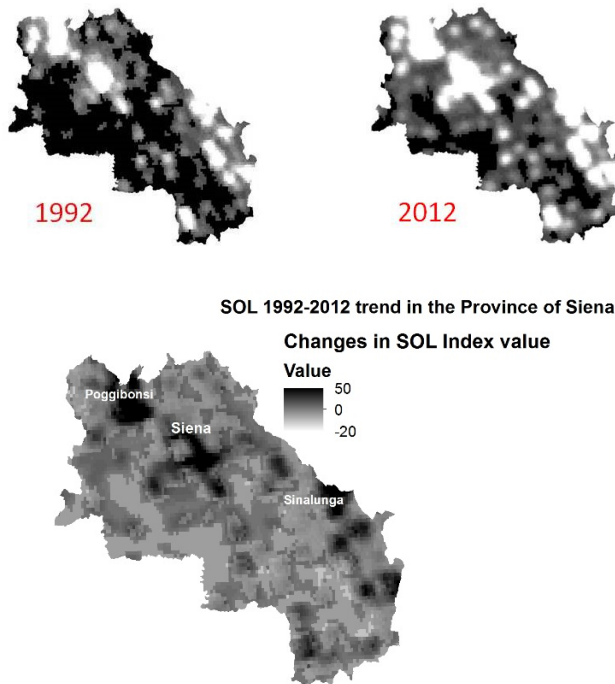 1992
2012
SOL 1992-2012 trend in the Province of Siena
Changes in SOL Index value
Value
50
0
-20
Poggibonsi
Siena
Sinalunga